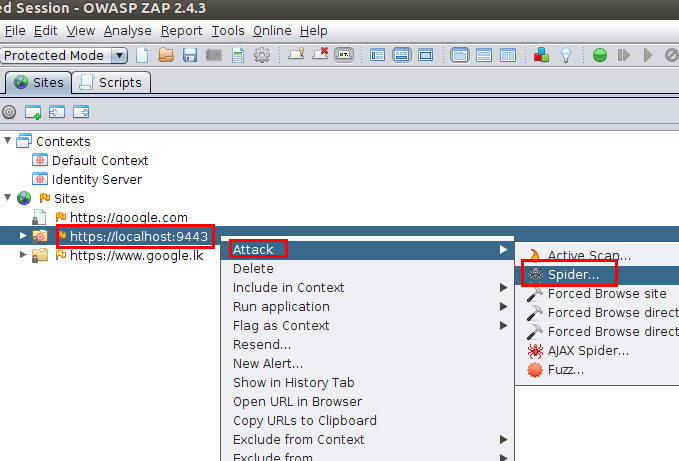 ed Session - OWASP ZAP 2.4.3
File Edit View Analyse Report Tools Online Help
Protected Mode
Sites Scripts
Contexts
Default Context
Identity Server
Sites
https://google.com
https://localhost:9443
https://www.google.lk
Attack
Delete
Include in Context
Run application
Flag as Context
Resend...
New Alert...
Show in History Tab
Open URL in Browser
Copy URLs to Clipboard
Exclude from Context
Exclude from
Active Scan...
Spider...
Forced Browse site
Forced Browse direct
Forced Browse direct
AJAX Spider...
Fuzz...